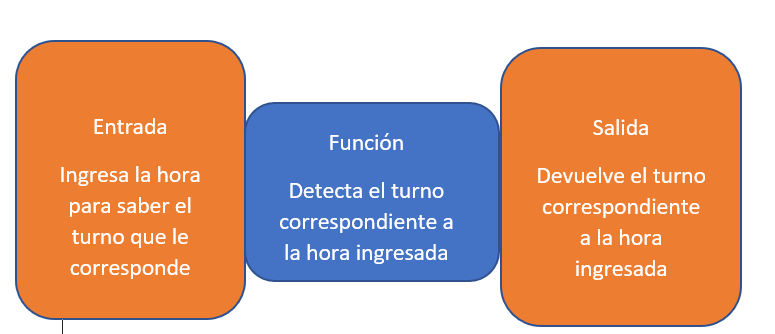 Entrada
Ingresa la hora
para saber el
turno que le
corresponde
Función
Detecta el turno
correspondiente a
la hora ingresada
Salida
Devuelve el turno
correspondiente
a la hora
ingresada